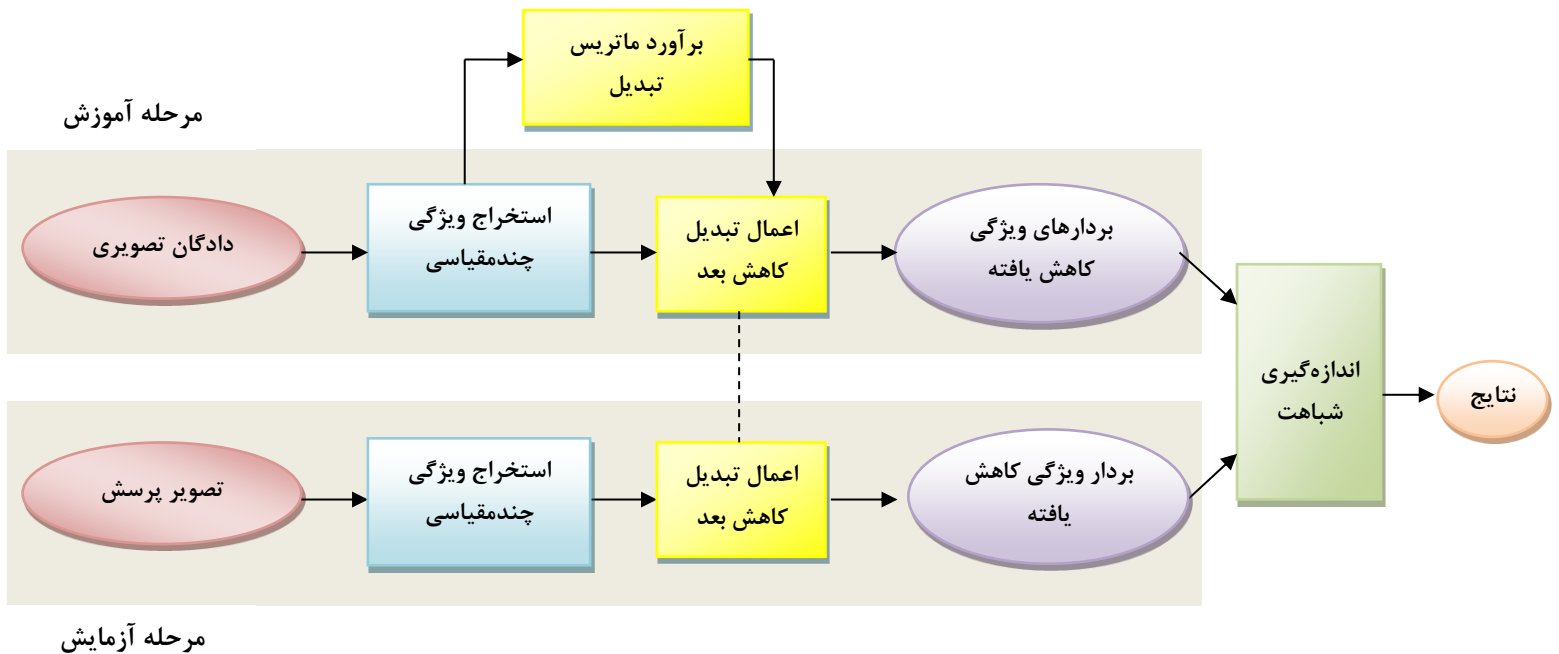 برآورد ماتریس
تبدیل
مرحله آموزش
دادگان تصویری
استخراج ویژگی
چندمقیاسی
اعمال تبدیل
کاهش بعد
بردارهای ویژگی
کاهش یافته
اندازه‌گیری
شباهت
نتایج
تصویر پرسش
استخراج ویژگی
چندمقیاسی
اعمال تبدیل
کاهش بعد
بردار ویژگی کاهش
یافته
مرحله آزمایش